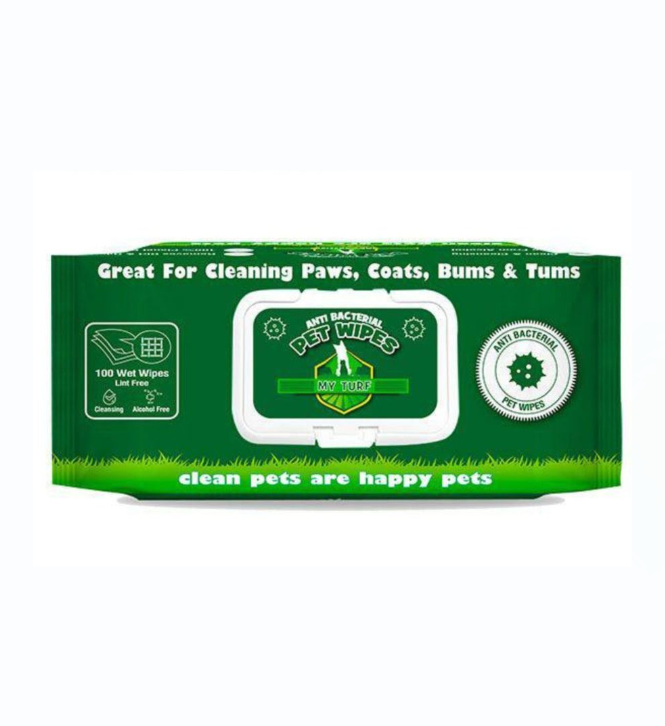 Great For Cleaning Paws, Coats, Bums & Tums
ANTI BACTERIAL
PET WIPES
MY TURF
100 Wet Wipes
Lint Free
Cleansing Alcohol Free
ANTI BACTERIAL
PET WIPES
clean pets are happy pets